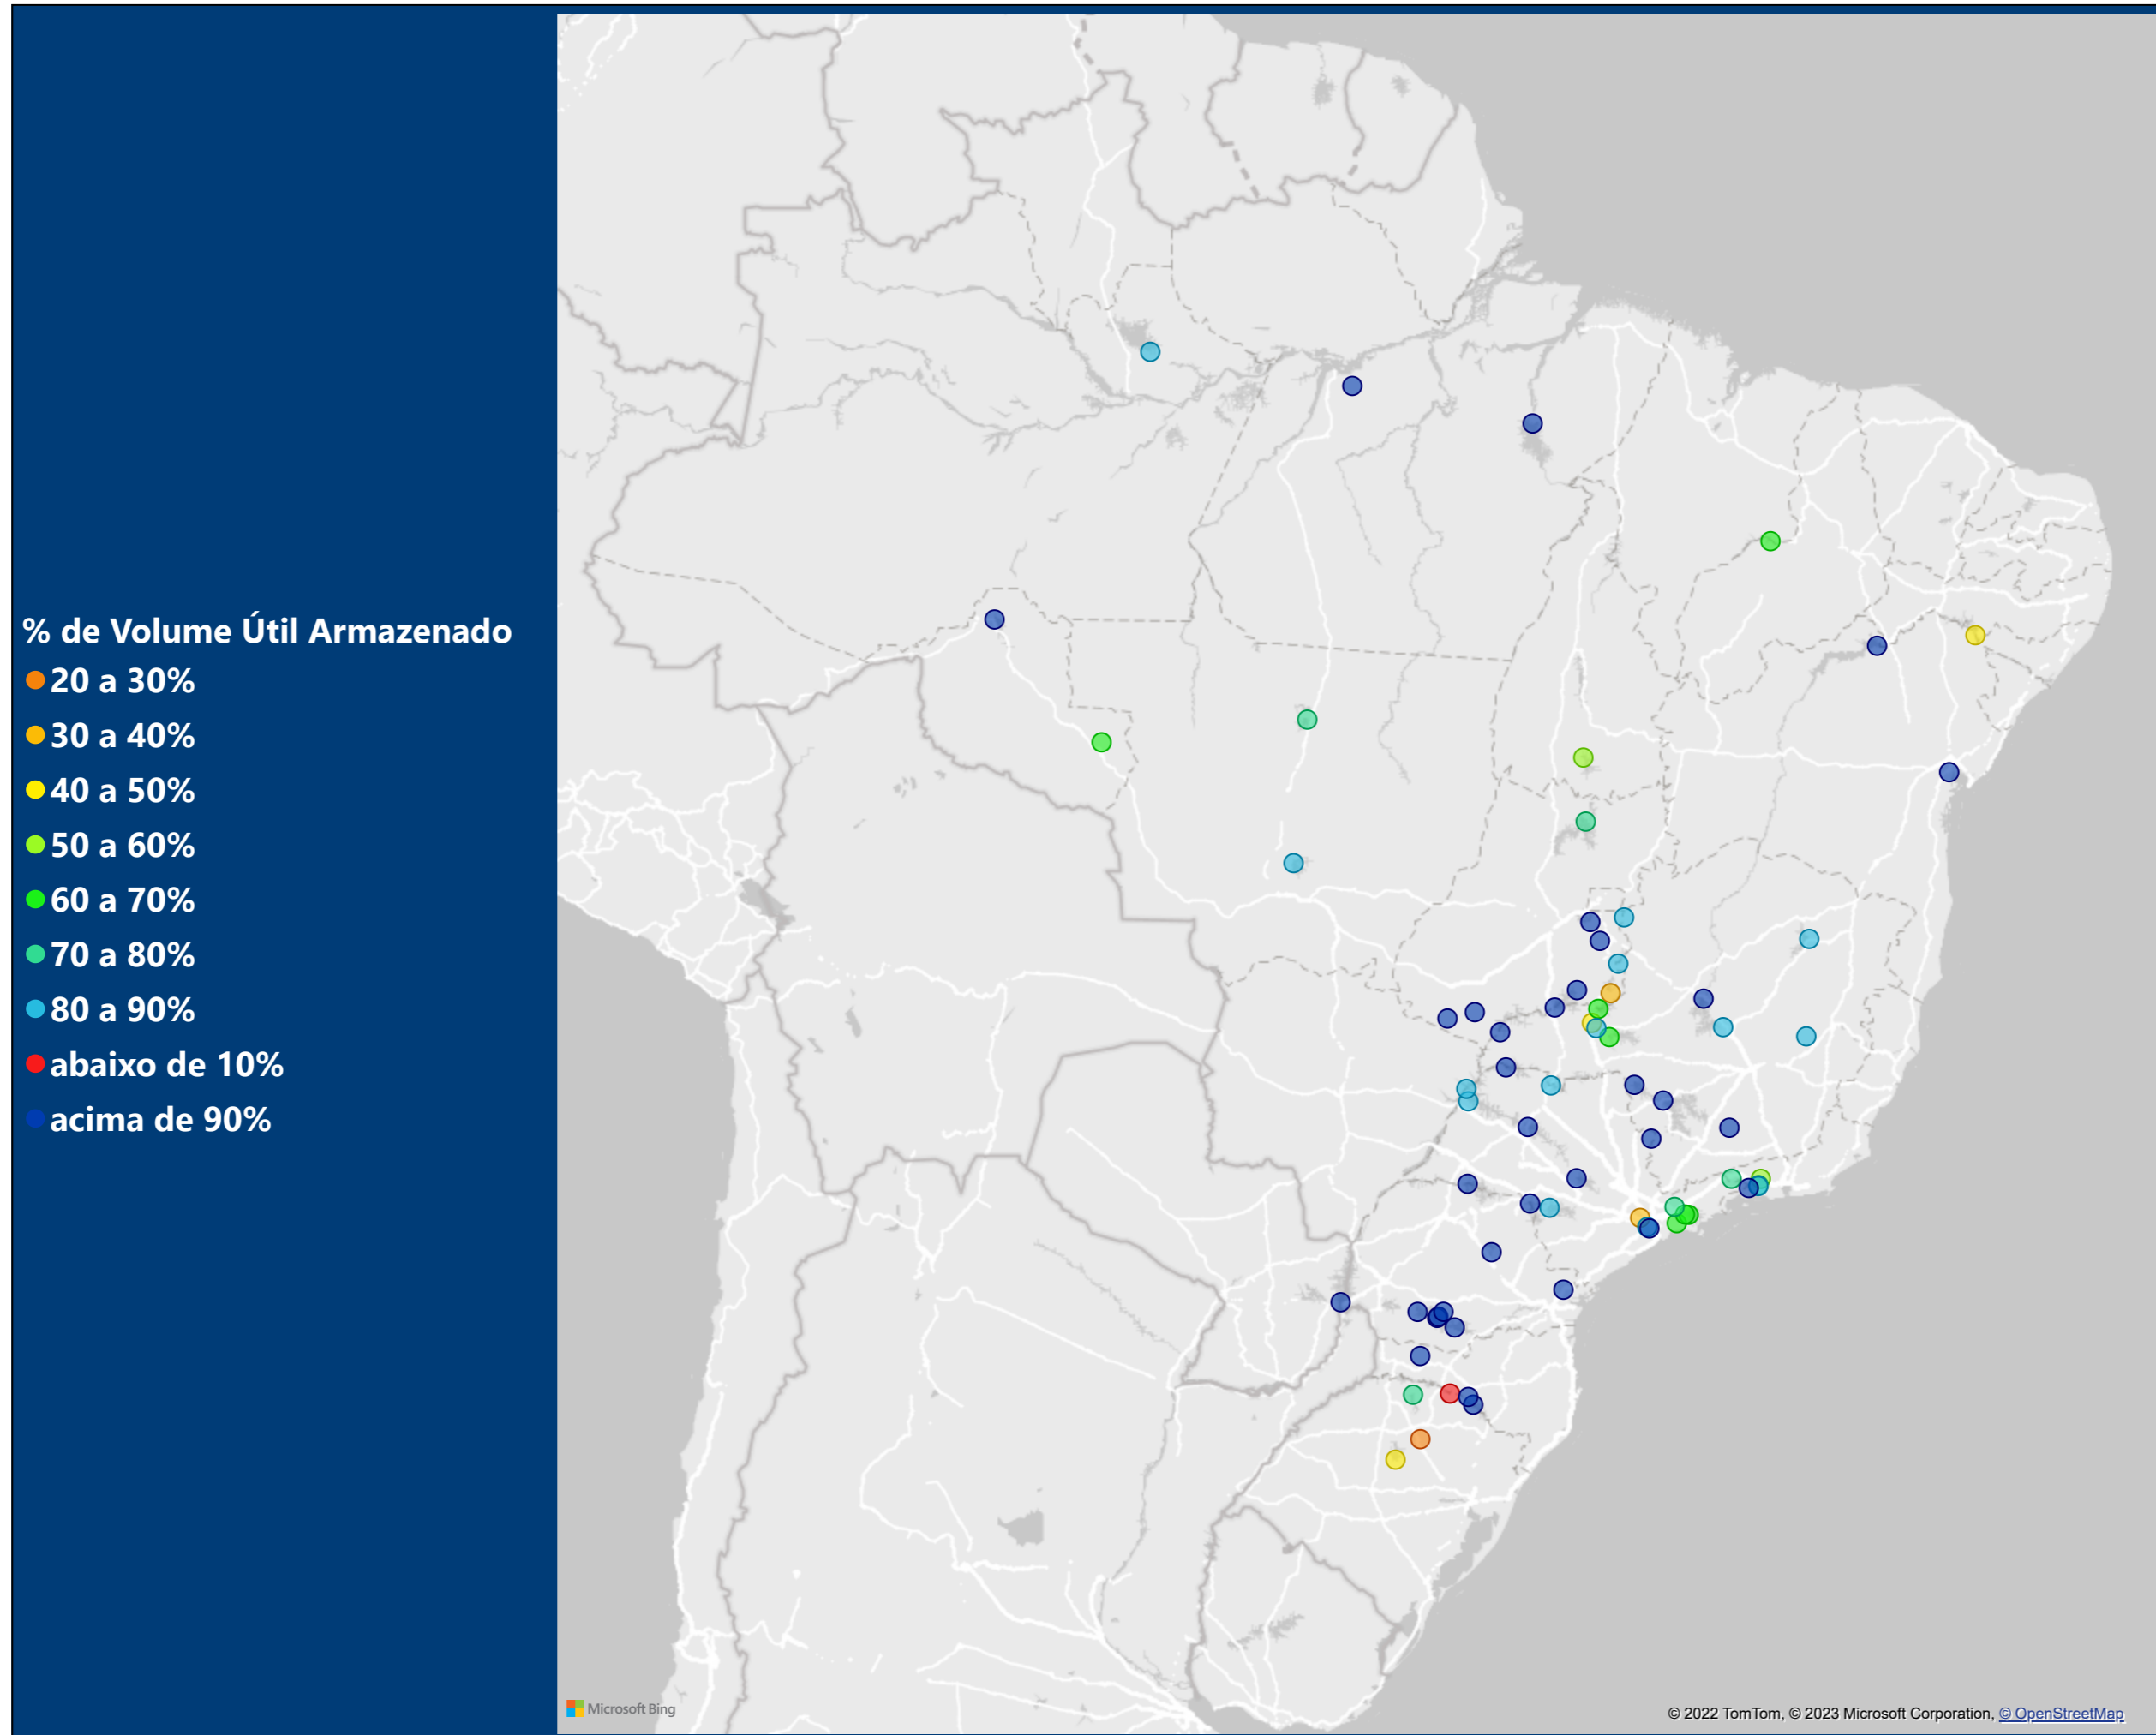 % de Volume Útil Armazenado
20 a 30%
30 a 40%
40 a 50%
50 a 60%
60 a 70%
70 a 80%
80 a 90%
abaixo de 10%
acima de 90%
Microsoft Bing
© 2022 TomTom, © 2023 Microsoft Corporation, © OpenStreetMap